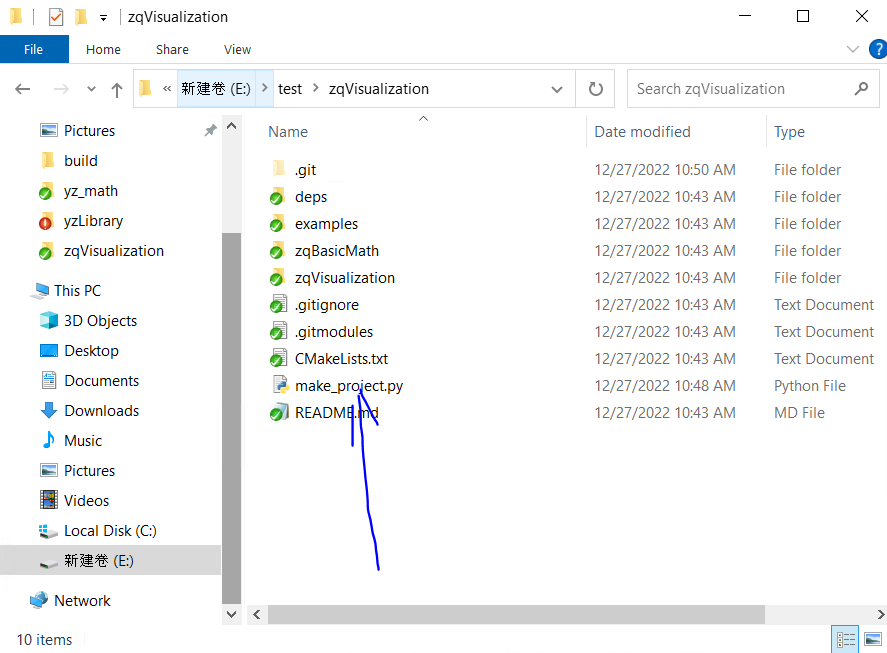 zqVisualization
File Home Share View
« 新建卷 (E:) > test > zqVisualization
Search zqVisualization
Pictures
build
yz_math
yzLibrary
zqVisualization
This PC
3D Objects
Desktop
Documents
Downloads
Music
Pictures
Videos
Local Disk (C:)
新建卷 (E:)
Network
Name Date modified Type
.git 12/27/2022 10:50 AM File folder
deps 12/27/2022 10:43 AM File folder
examples 12/27/2022 10:43 AM File folder
zqBasicMath 12/27/2022 10:43 AM File folder
zqVisualization 12/27/2022 10:43 AM File folder
.gitignore 12/27/2022 10:43 AM Text Document
.gitmodules 12/27/2022 10:43 AM Text Document
CMakeLists.txt 12/27/2022 10:43 AM Text Document
make_project.py 12/27/2022 10:48 AM Python File
README.md 12/27/2022 10:43 AM MD File
10 items